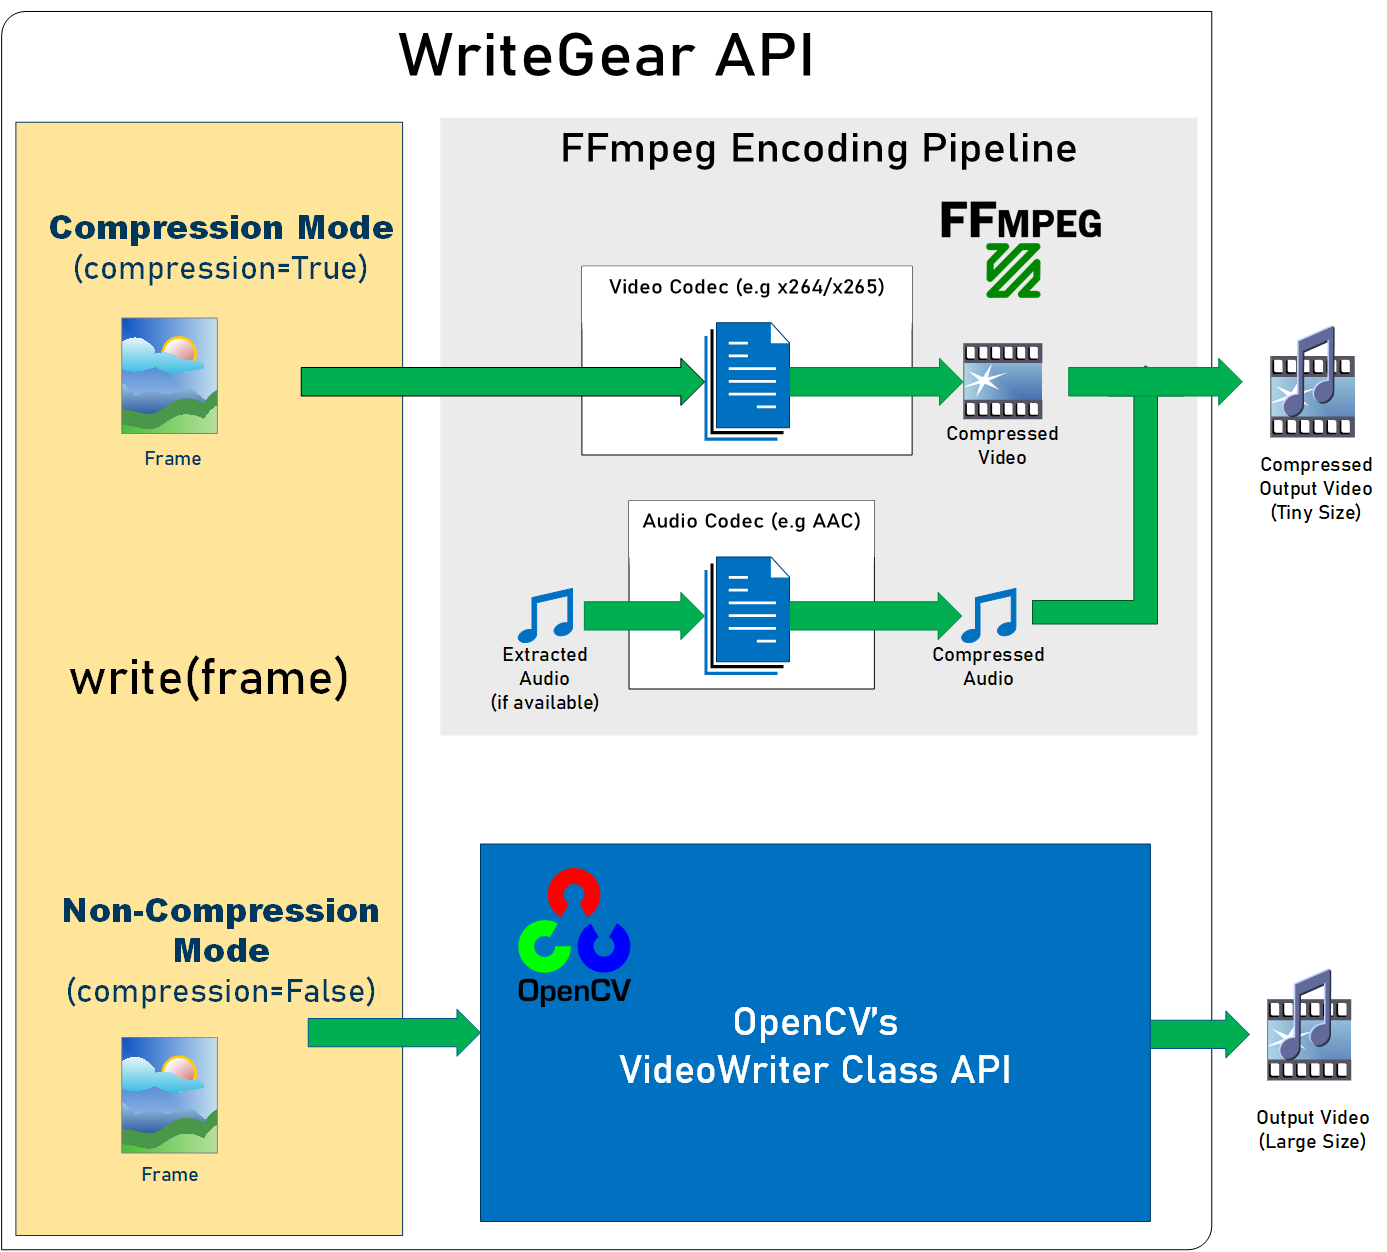 WriteGear API
FFmpeg Encoding Pipeline
Compression Mode
(compression=True)
Frame
FFMPEG
Video Codec (e.g x264/x265)
Compressed
Video
Compressed
Output Video
(Tiny Size)
Audio Codec (e.g AAC)
Extracted
Audio
(if available)
Compressed
Audio
write(frame)
Non-Compression
Mode
(compression=False)
Frame
OpenCV
OpenCV’s
VideoWriter Class API
Output Video
(Large Size)